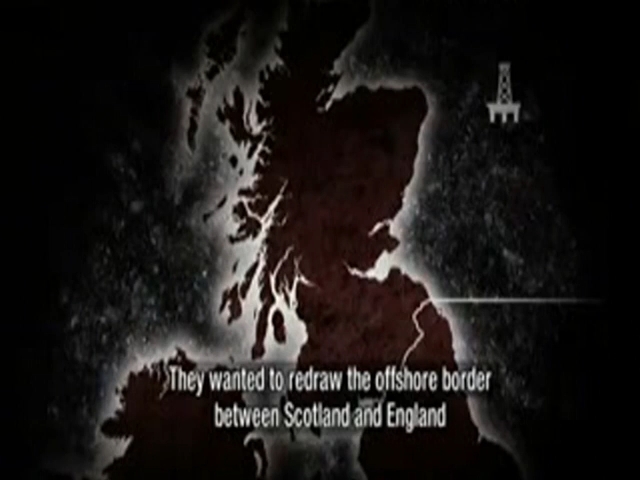 They wanted to redraw the offshore border
between Scotland and England